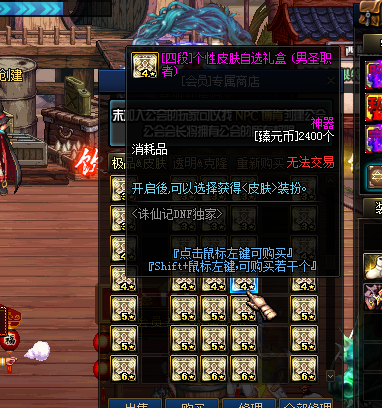 [四段]个性皮肤自选礼盒 (男圣职者)
[会员]专属商店
神器
[臻元币]2400个
消耗品
无法交易
开启後,可以选择获得<皮肤>装扮。
<诛仙记DNF独家>
『点击鼠标左键可购买』
『Shift+鼠标左键,可购买若干个』
创建
出售
购买
修理
全部修理